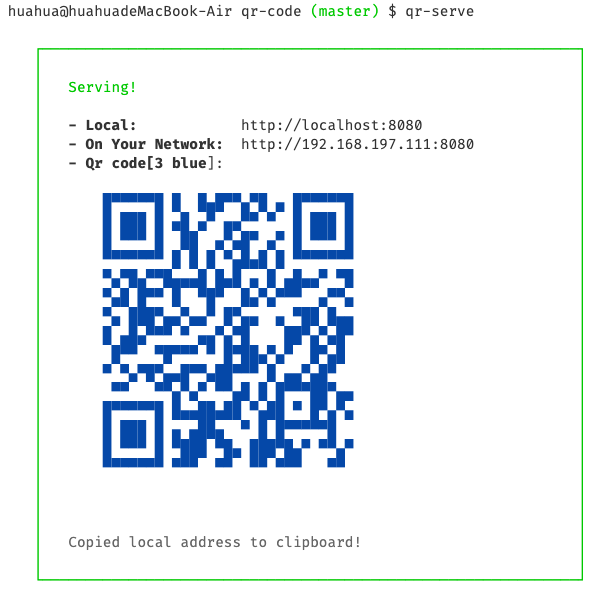 huahua@huahuadeMacBook-Air qr-code (master) $ qr-serve
Serving!
- Local: http://localhost:8080
- On Your Network: http://192.168.197.111:8080
- Qr code[3 blue]:
Copied local address to clipboard!